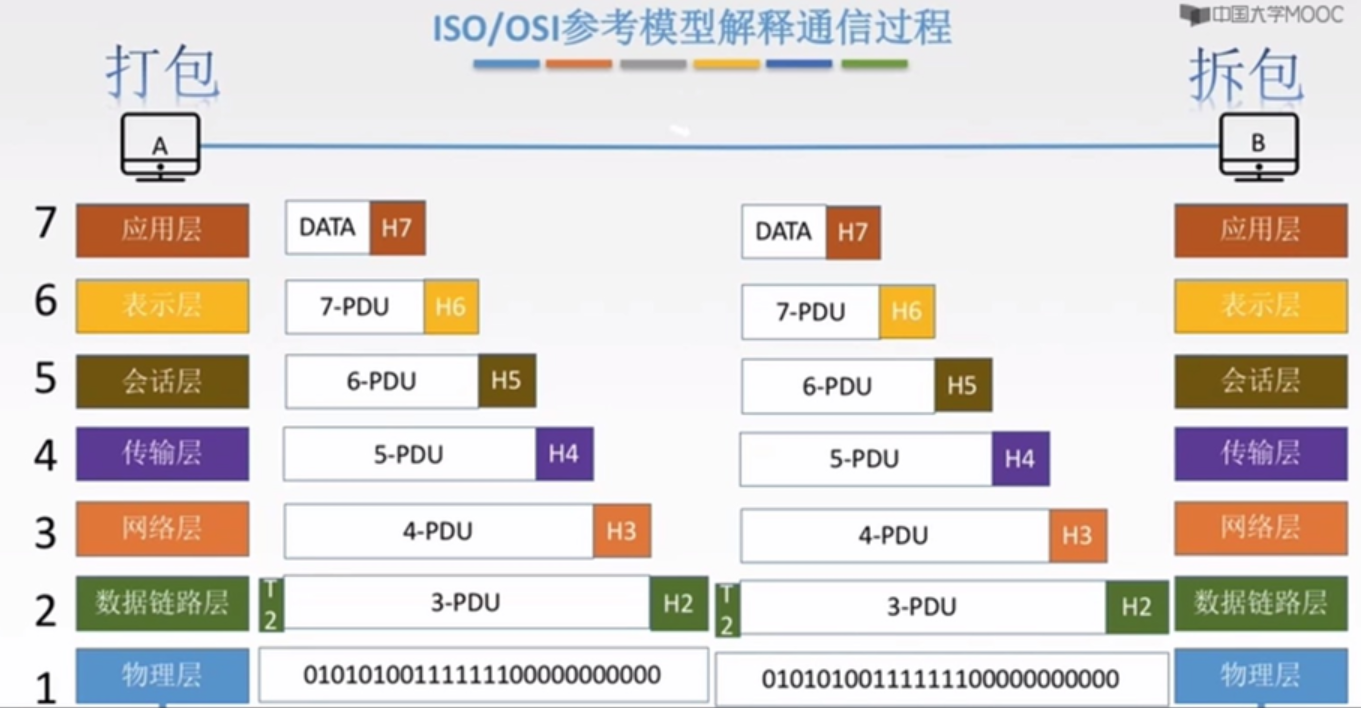 ISO/OSI参考模型解释通信过程
中国大学MOOC
打包
拆包
A
B
7 应用层 DATA H7 DATA H7 应用层
6 表示层 7-PDU H6 7-PDU H6 表示层
5 会话层 6-PDU H5 6-PDU H5 会话层
4 传输层 5-PDU H4 5-PDU H4 传输层
3 网络层 4-PDU H3 4-PDU H3 网络层
2 数据链路层 T2 3-PDU H2 T2 3-PDU H2 数据链路层
1 物理层 0101010011111111000000000000 0101010011111111000000000000 物理层